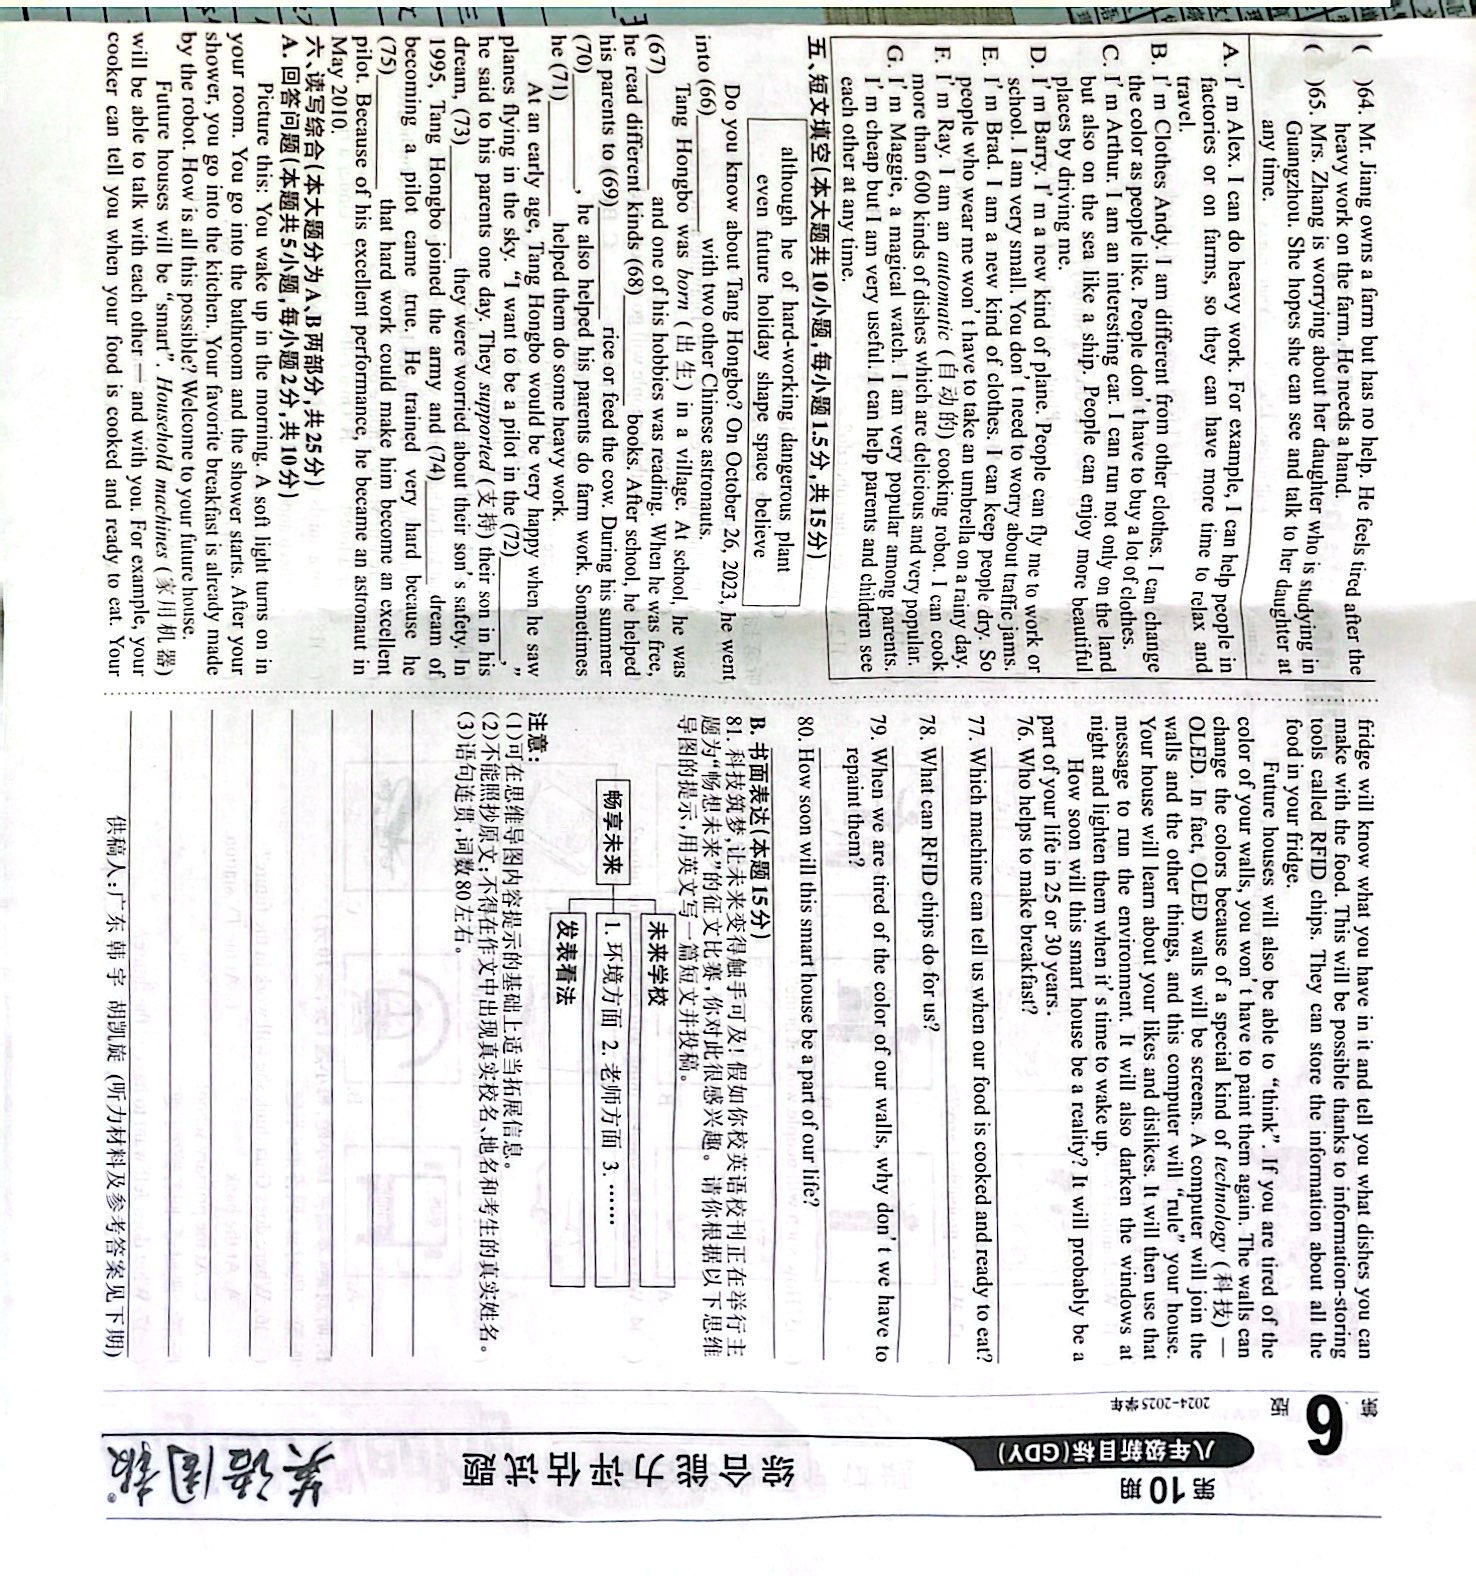 (　　)64. Mr. Jiang owns a farm but has no help. He feels tired after the
heavy work on the farm. He needs a hand.
(　　)65. Mrs. Zhang is worrying about her daughter who is studying in
Guangzhou. She hopes she can see and talk to her daughter at
any time.
A. I'm Alex. I can do heavy work. For example, I can help people in
factories or on farms, so they can have more time to relax and
travel.
B. I'm Clothes Andy. I am different from other clothes. I can change
the color as people like. People don't have to buy a lot of clothes.
C. I'm Arthur. I am an interesting car. I can run not only on the land
but also on the sea like a ship. People can enjoy more beautiful
places by driving me.
D. I'm Barry. I'm a new kind of plane. People can fly me to work or
school. I am very small. You don't need to worry about traffic jams.
E. I'm Brad. I am a new kind of clothes. I can keep people dry. So
people who wear me won't have to take an umbrella on a rainy day.
F. I'm Ray. I am an automatic (自动的) cooking robot. I can cook
more than 600 kinds of dishes which are delicious and very popular.
G. I'm Maggie, a magical watch. I am very popular among parents.
I'm cheap but I am very useful. I can help parents and children see
each other at any time.
五、短文填空(本大题共10小题,每小题1.5分,共15分)
although he of hard-working dangerous plant
even future holiday shape space believe
Do you know about Tang Hongbo? On October 26, 2023, he went
into (66)________ with two other Chinese astronauts.
Tang Hongbo was born (出生) in a village. At school, he was
(67)________ and one of his hobbies was reading. When he was free,
he read different kinds (68)________ books. After school, he helped
his parents to (69)________ rice or feed the cow. During his summer
(70)________, he also helped his parents do farm work. Sometimes
he (71)________ helped them do some heavy work.
At an early age, Tang Hongbo would be very happy when he saw
planes flying in the sky. “I want to be a pilot in the (72)________,”
he said to his parents one day. They supported (支持) their son in his
dream, (73)________ they were worried about their son's safety. In
1995, Tang Hongbo joined the army and (74)________ dream of
becoming a pilot came true. He trained very hard because he
(75)________ that hard work could make him become an excellent
pilot. Because of his excellent performance, he became an astronaut in
May 2010.
六、读写综合(本大题分为A、B两部分,共25分)
A. 回答问题(本题共5小题,每小题2分,共10分)
Picture this: You wake up in the morning. A soft light turns on in
your room. You go into the bathroom and the shower starts. After your
shower, you go into the kitchen. Your favorite breakfast is already made
by the robot. How is all this possible? Welcome to your future house.
Future houses will be “smart”. Household machines (家用机器)
will be able to talk with each other — and with you. For example, your
cooker can tell you when your food is cooked and ready to eat. Your
fridge will know what you have in it and tell you what dishes you can
make with the food. This will be possible thanks to information-storing
tools called RFID chips. They can store the information about all the
food in your fridge.
Future houses will also be able to “think”. If you are tired of the
color of your walls, you won't have to paint them again. The walls can
change the colors because of a special kind of technology (科技) —
OLED. In fact, OLED walls will be screens. A computer will join the
walls and the other things, and this computer will “rule” your house.
Your house will learn about your likes and dislikes. It will then use that
message to run the environment. It will also darken the windows at
night and lighten them when it's time to wake up.
How soon will this smart house be a reality? It will probably be a
part of your life in 25 or 30 years.
76. Who helps to make breakfast?
77. Which machine can tell us when our food is cooked and ready to eat?
78. What can RFID chips do for us?
79. When we are tired of the color of our walls, why don't we have to
repaint them?
80. How soon will this smart house be a part of our life?
B. 书面表达(本题15分)
81. 科技筑梦,让未来变得触手可及!假如你校英语校刊正在举行主
题为“畅想未来”的征文比赛,你对此很感兴趣。请你根据以下思维
导图的提示,用英文写一篇短文并投稿。
畅享未来
未来学校
1. 环境方面 2. 老师方面 3. ……
发表看法
注意:
(1)可在思维导图内容提示的基础上适当拓展信息。
(2)不能照抄原文;不得在作文中出现真实校名、地名和考生的真实姓名。
(3)语句连贯,词数80左右。
供稿人:广东 韩宇 胡凯旋 (听力材料及参考答案见下期)
第6版
2024-2025学年
八年级新目标(GDY)
第10期
综合能力评估试题
英语周报®